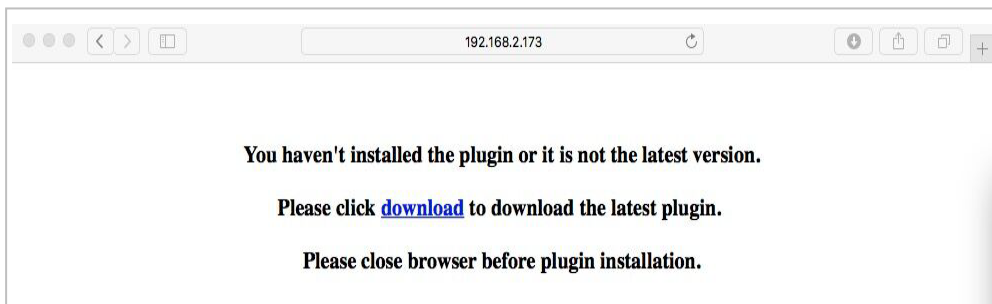 192.168.2.173
You haven't installed the plugin or it is not the latest version.
Please click download to download the latest plugin.
Please close browser before plugin installation.